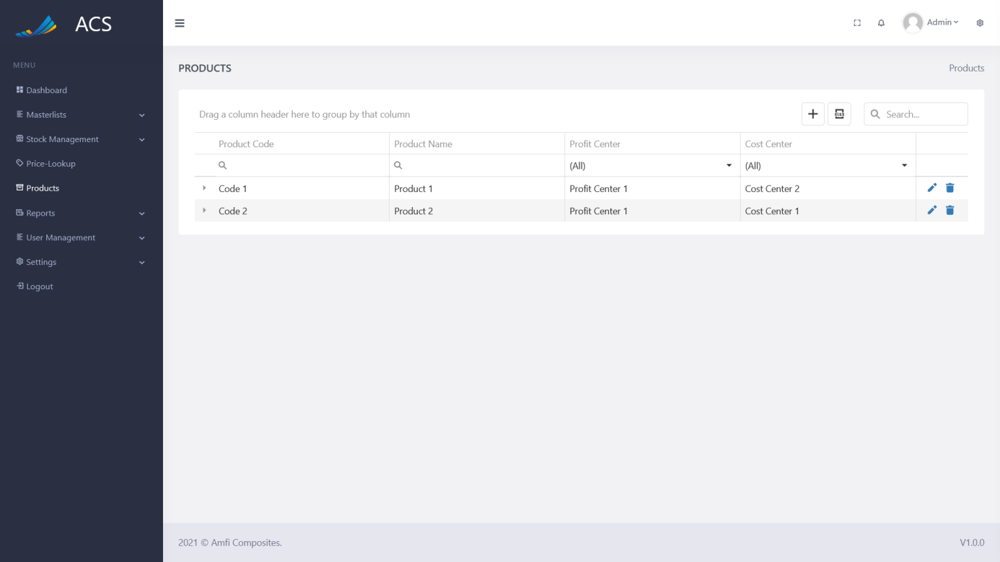 ACS
Admin
MENU
Dashboard
Masterlists
Stock Management
Price-Lookup
Products
Reports
User Management
Settings
Logout
PRODUCTS
Products
Drag a column header here to group by that column
XLSX
Search...
Product Code Product Name Profit Center Cost Center
(All) (All)
Code 1 Product 1 Profit Center 1 Cost Center 2
Code 2 Product 2 Profit Center 1 Cost Center 1
2021 © Amfi Composites.
V1.0.0